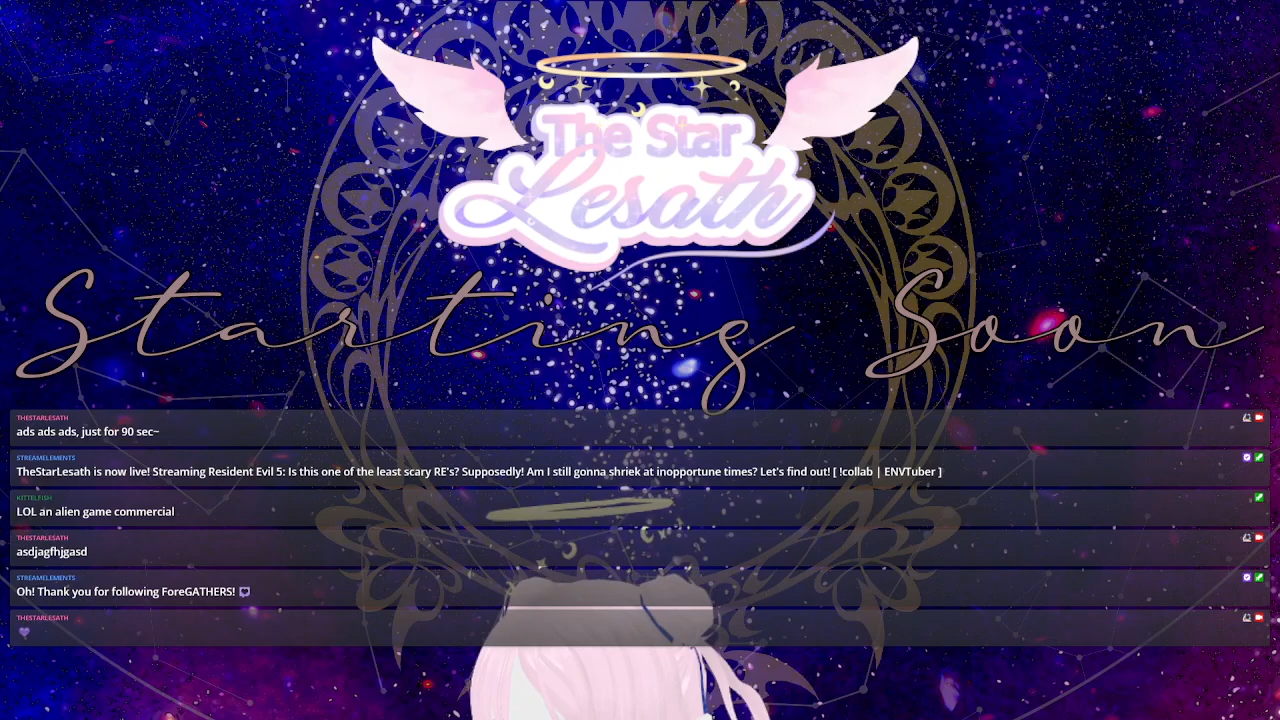 The Star
Lesath
Starting Soon
THESTARLESATH
ads ads ads, just for 90 sec~
STREAMELEMENTS
TheStarLesath is now live! Streaming Resident Evil 5: Is this one of the least scary RE's? Supposedly! Am I still gonna shriek at inopportune times? Let's find out! [ !collab | ENVTuber ]
KITTELFISH
LOL an alien game commercial
THESTARLESATH
asdjagfhjgasd
STREAMELEMENTS
Oh! Thank you for following ForeGATHERS!
THESTARLESATH